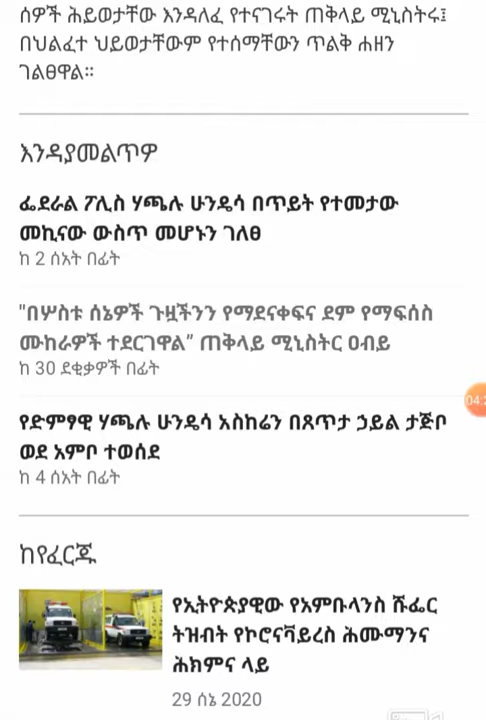 ሰዎች ሕይወታቸው እንዳለፈ የተናገሩት ጠቅላይ ሚኒስትሩ፤
በህልፈተ ህይወታቸውም የተሰማቸውን ጥልቅ ሐዘን
ገልፀዋል።
እንዳያመልጥዎ
ፌደራል ፖሊስ ሃጫሉ ሁንዴሳ በጥይት የተመታው
መኪናው ውስጥ መሆኑን ገለፀ
ከ 2 ሰአት በፊት
"በሦስቱ ሰኔዎች ጉዟችንን የማደናቀፍና ደም የማፍሰስ
ሙከራዎች ተደርገዋል” ጠቅላይ ሚኒስትር ዐብይ
ከ 30 ደቂቃዎች በፊት
የድምፃዊ ሃጫሉ ሁንዴሳ አስከሬን በጸጥታ ኃይል ታጅቦ
ወደ አምቦ ተወሰደ
ከ 4 ሰአት በፊት
04:
ከየፈርጁ
የኢትዮጵያዊው የአምቡላንስ ሹፌር
ትዝብት የኮሮናቫይረስ ሕሙማንና
ሕክምና ላይ
29 ሰኔ 2020